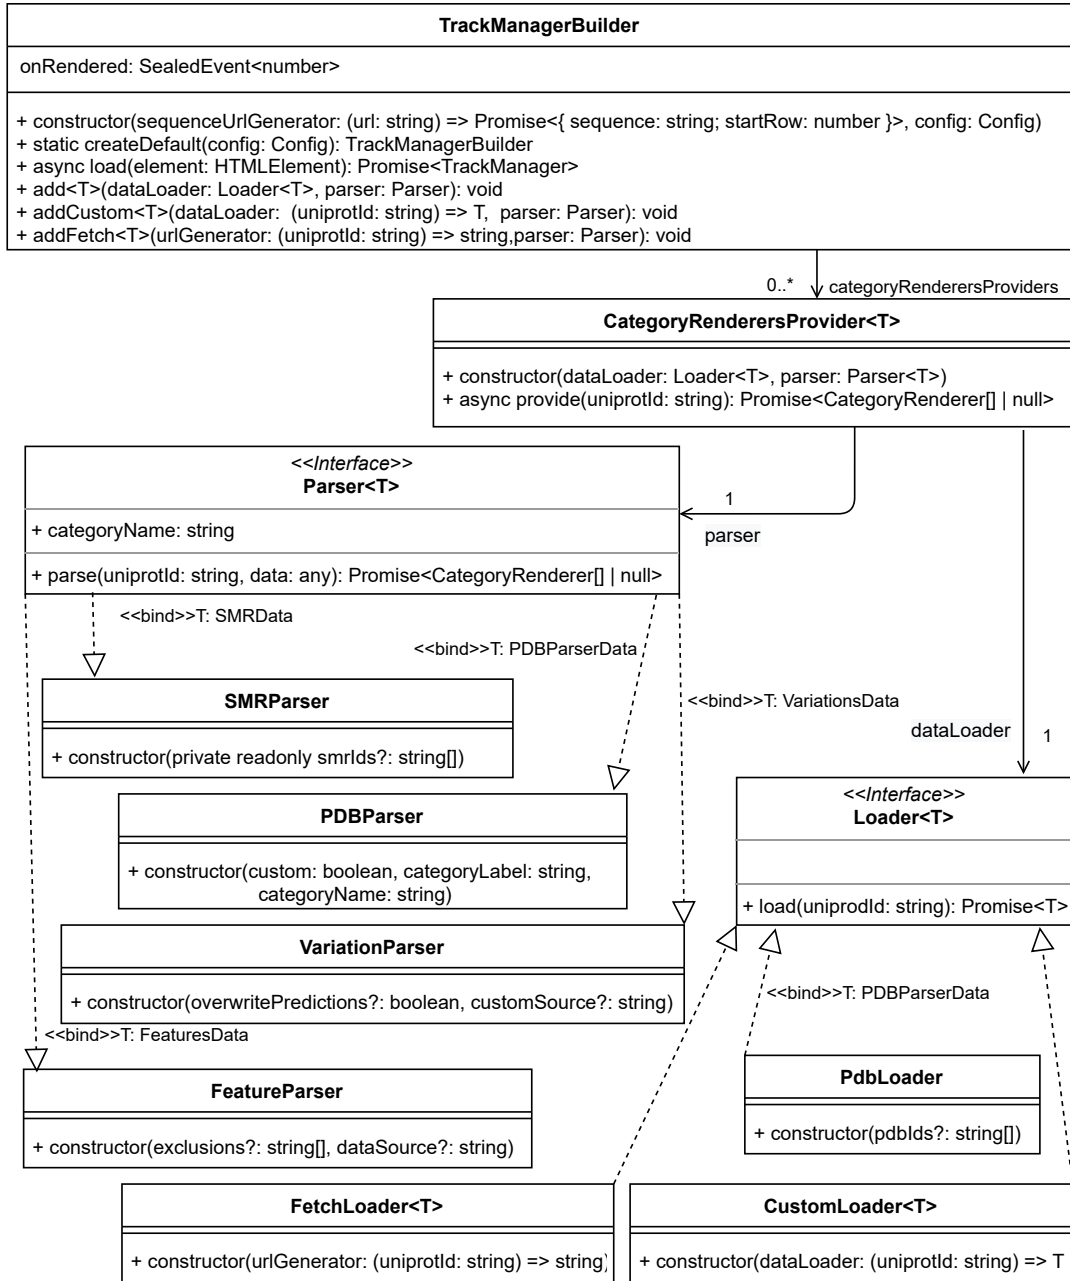 TrackManagerBuilder
onRendered: SealedEvent<number>
+ constructor(sequenceUrlGenerator: (url: string) => Promise<{ sequence: string; startRow: number }>, config: Config)
+ static createDefault(config: Config): TrackManagerBuilder
+ async load(element: HTMLElement): Promise<TrackManager>
+ add<T>(dataLoader: Loader<T>, parser: Parser): void
+ addCustom<T>(dataLoader:  (uniprotId: string) => T,  parser: Parser): void
+ addFetch<T>(urlGenerator: (uniprotId: string) => string,parser: Parser): void
0..*
categoryRenderersProviders
CategoryRenderersProvider<T>
+ constructor(dataLoader: Loader<T>, parser: Parser<T>)
+ async provide(uniprotId: string): Promise<CategoryRenderer[] | null>
<<Interface>>
Parser<T>
+ categoryName: string
+ parse(uniprotId: string, data: any): Promise<CategoryRenderer[] | null>
1
parser
<<bind>>T: SMRData
<<bind>>T: PDBParserData
<<bind>>T: VariationsData
SMRParser
+ constructor(private readonly smrIds?: string[])
dataLoader
1
PDBParser
+ constructor(custom: boolean, categoryLabel: string,
categoryName: string)
<<Interface>>
Loader<T>
+ load(uniprodId: string): Promise<T>
VariationParser
+ constructor(overwritePredictions?: boolean, customSource?: string)
<<bind>>T: FeaturesData
<<bind>>T: PDBParserData
FeatureParser
+ constructor(exclusions?: string[], dataSource?: string)
PdbLoader
+ constructor(pdbIds?: string[])
FetchLoader<T>
+ constructor(urlGenerator: (uniprotId: string) => string)
CustomLoader<T>
+ constructor(dataLoader: (uniprotId: string) => T